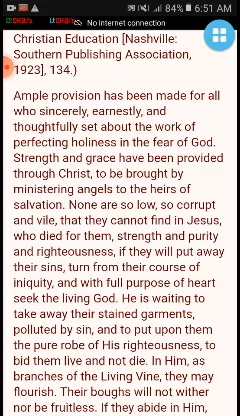 0KB/s 0KB/s 84% 6:51 AM
No internet connection
Christian Education [Nashville:
Southern Publishing Association,
1923], 134.)
Ample provision has been made for all
who sincerely, earnestly, and
thoughtfully set about the work of
perfecting holiness in the fear of God.
Strength and grace have been provided
through Christ, to be brought by
ministering angels to the heirs of
salvation. None are so low, so corrupt
and vile, that they cannot find in Jesus,
who died for them, strength and purity
and righteousness, if they will put away
their sins, turn from their course of
iniquity, and with full purpose of heart
seek the living God. He is waiting to
take away their stained garments,
polluted by sin, and to put upon them
the pure robe of His righteousness, to
bid them live and not die. In Him, as
branches of the Living Vine, they may
flourish. Their boughs will not wither
nor be fruitless. If they abide in Him,